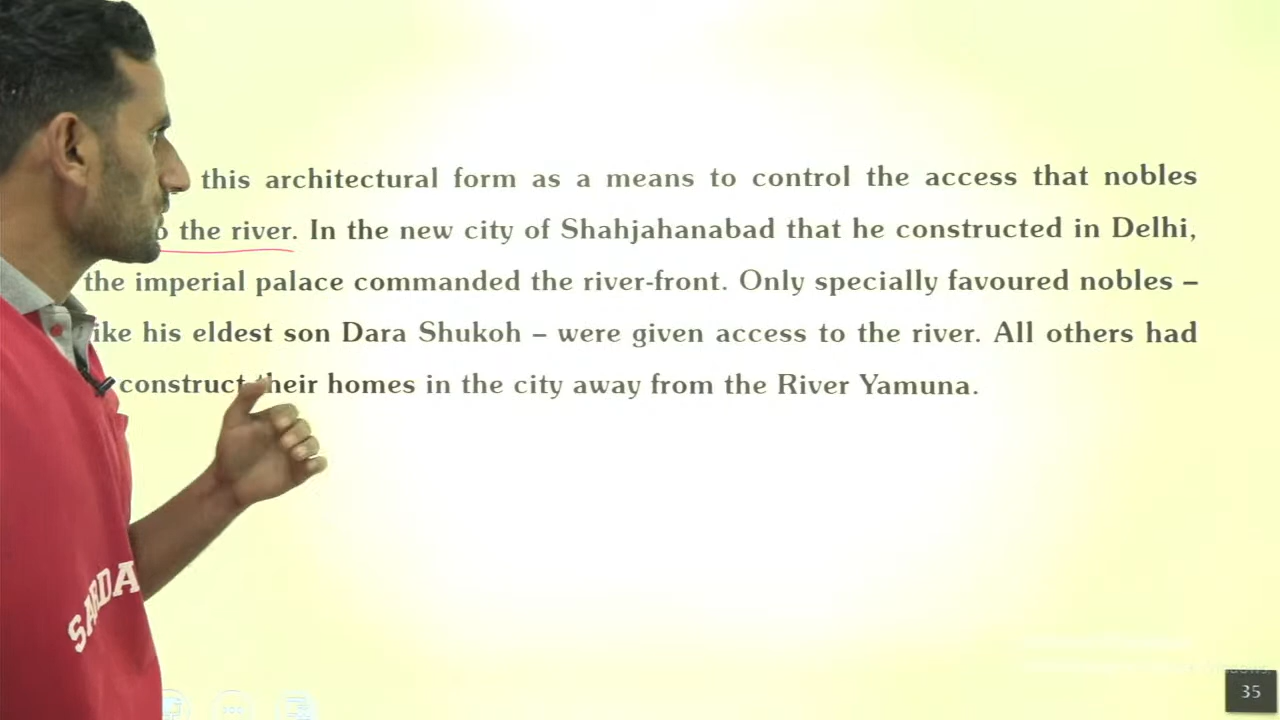 this architectural form as a means to control the access that nobles
the river. In the new city of Shahjahanabad that he constructed in Delhi,
the imperial palace commanded the river-front. Only specially favoured nobles –
his eldest son Dara Shukoh – were given access to the river. All others had
construct their homes in the city away from the River Yamuna.
SARDA
35